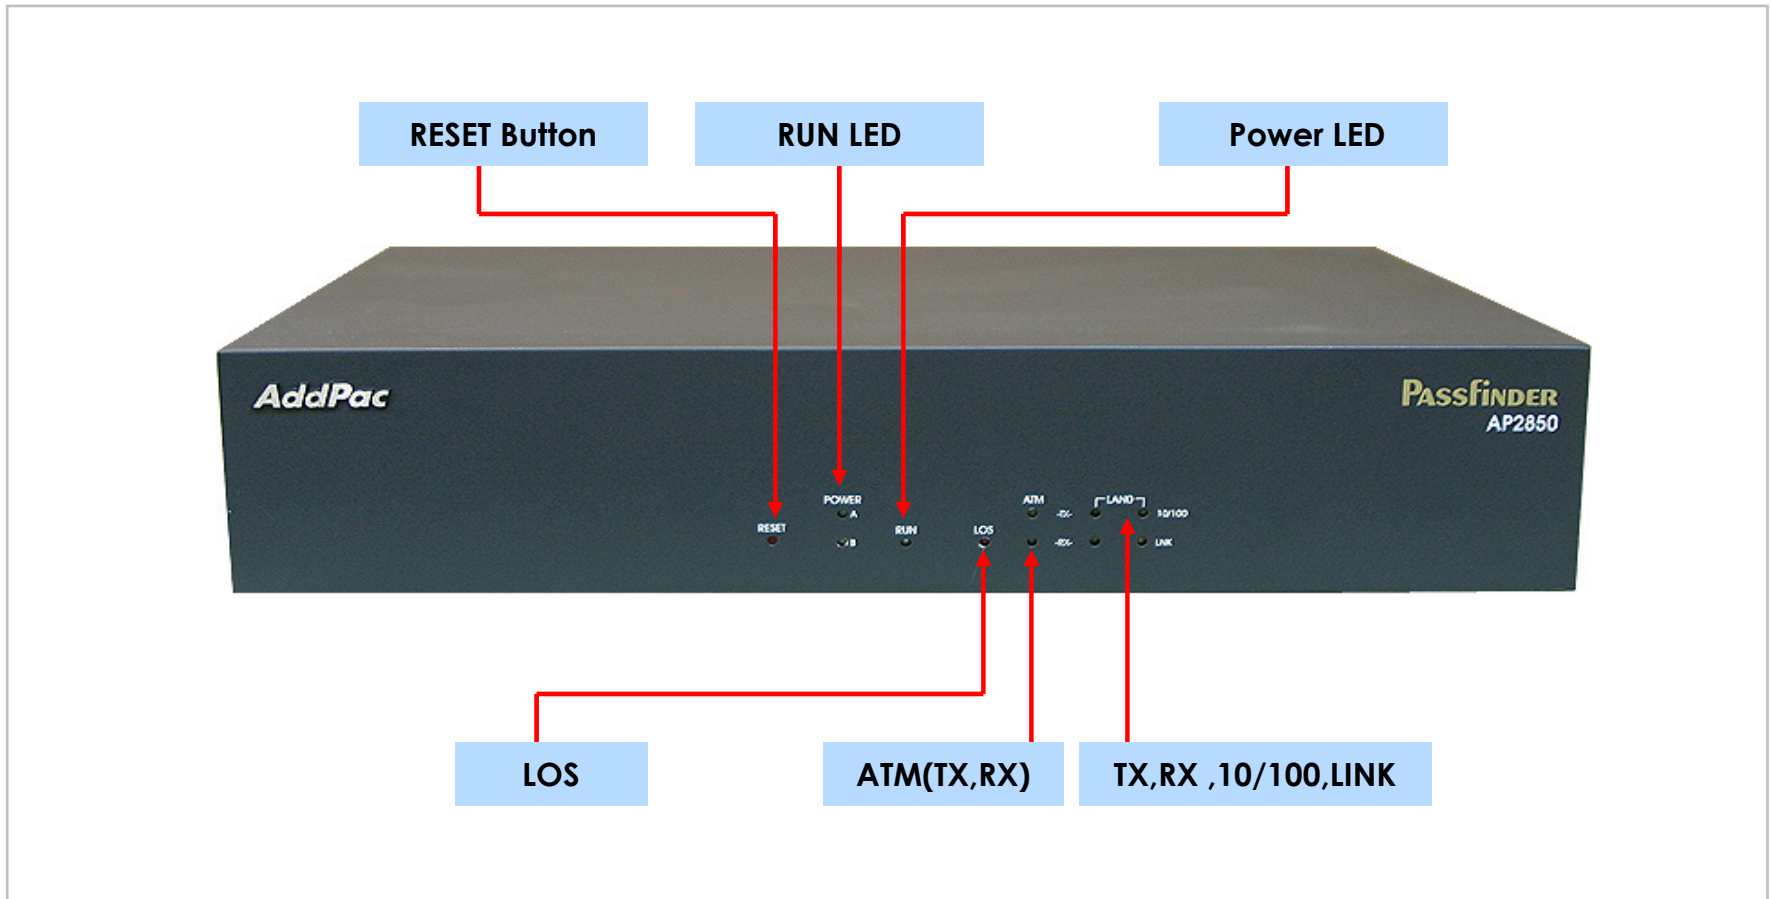 RESET Button
RUN LED
Power LED
AddPac
PASSFINDER
AP2850
POWER
A
B
RESET
RUN
LOS
ATM
-TX-
-RX-
LAN0
10/100
LINK
LOS
ATM(TX,RX)
TX,RX ,10/100,LINK